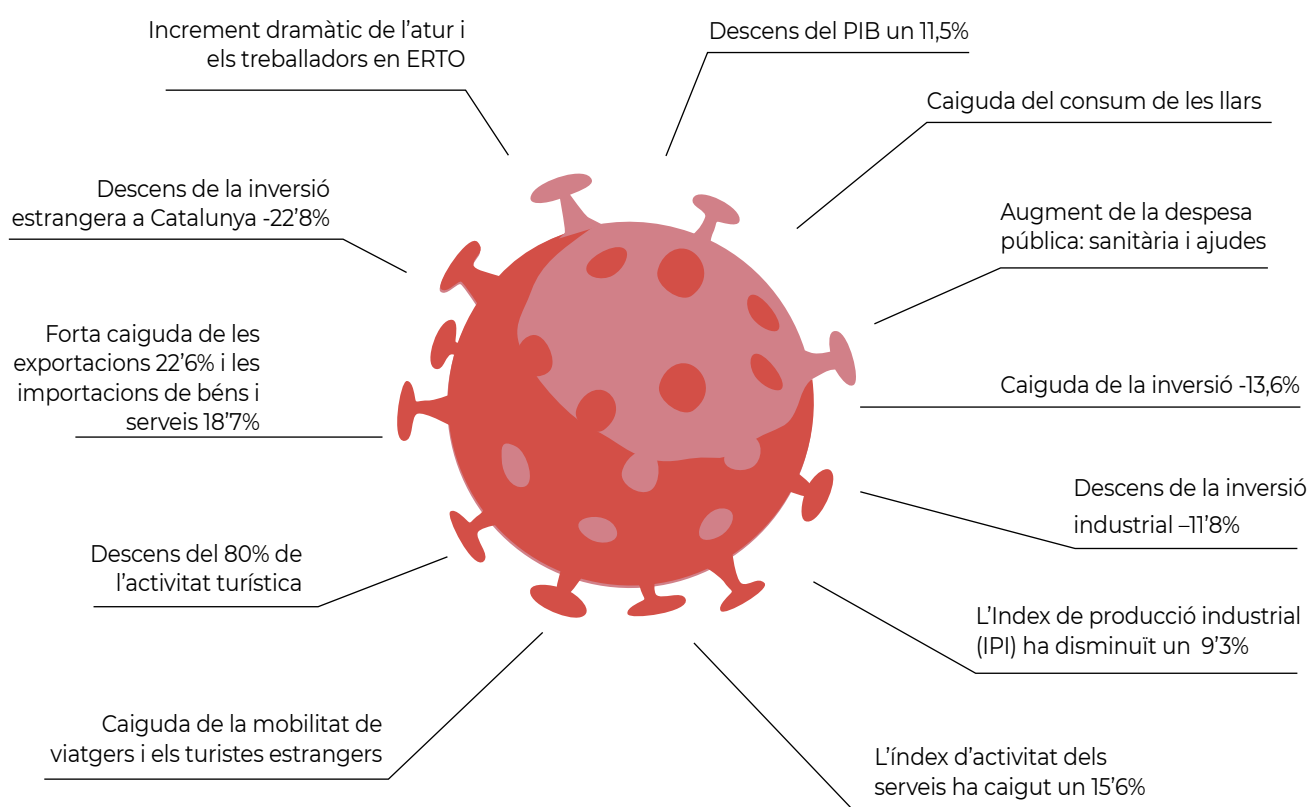 Increment dramàtic de l’atur i
els treballadors en ERTO
Descens del PIB un 11,5%
Caiguda del consum de les llars
Descens de la inversió
estrangera a Catalunya -22’8%
Augment de la despesa
pública: sanitària i ajudes
Forta caiguda de les
exportacions 22’6% i les
importacions de béns i
serveis 18’7%
Caiguda de la inversió -13,6%
Descens de la inversió
industrial –11’8%
Descens del 80% de
l’activitat turística
L’Index de producció industrial
(IPI) ha disminuït un 9’3%
Caiguda de la mobilitat de
viatgers i els turistes estrangers
L’índex d’activitat dels
serveis ha caigut un 15’6%